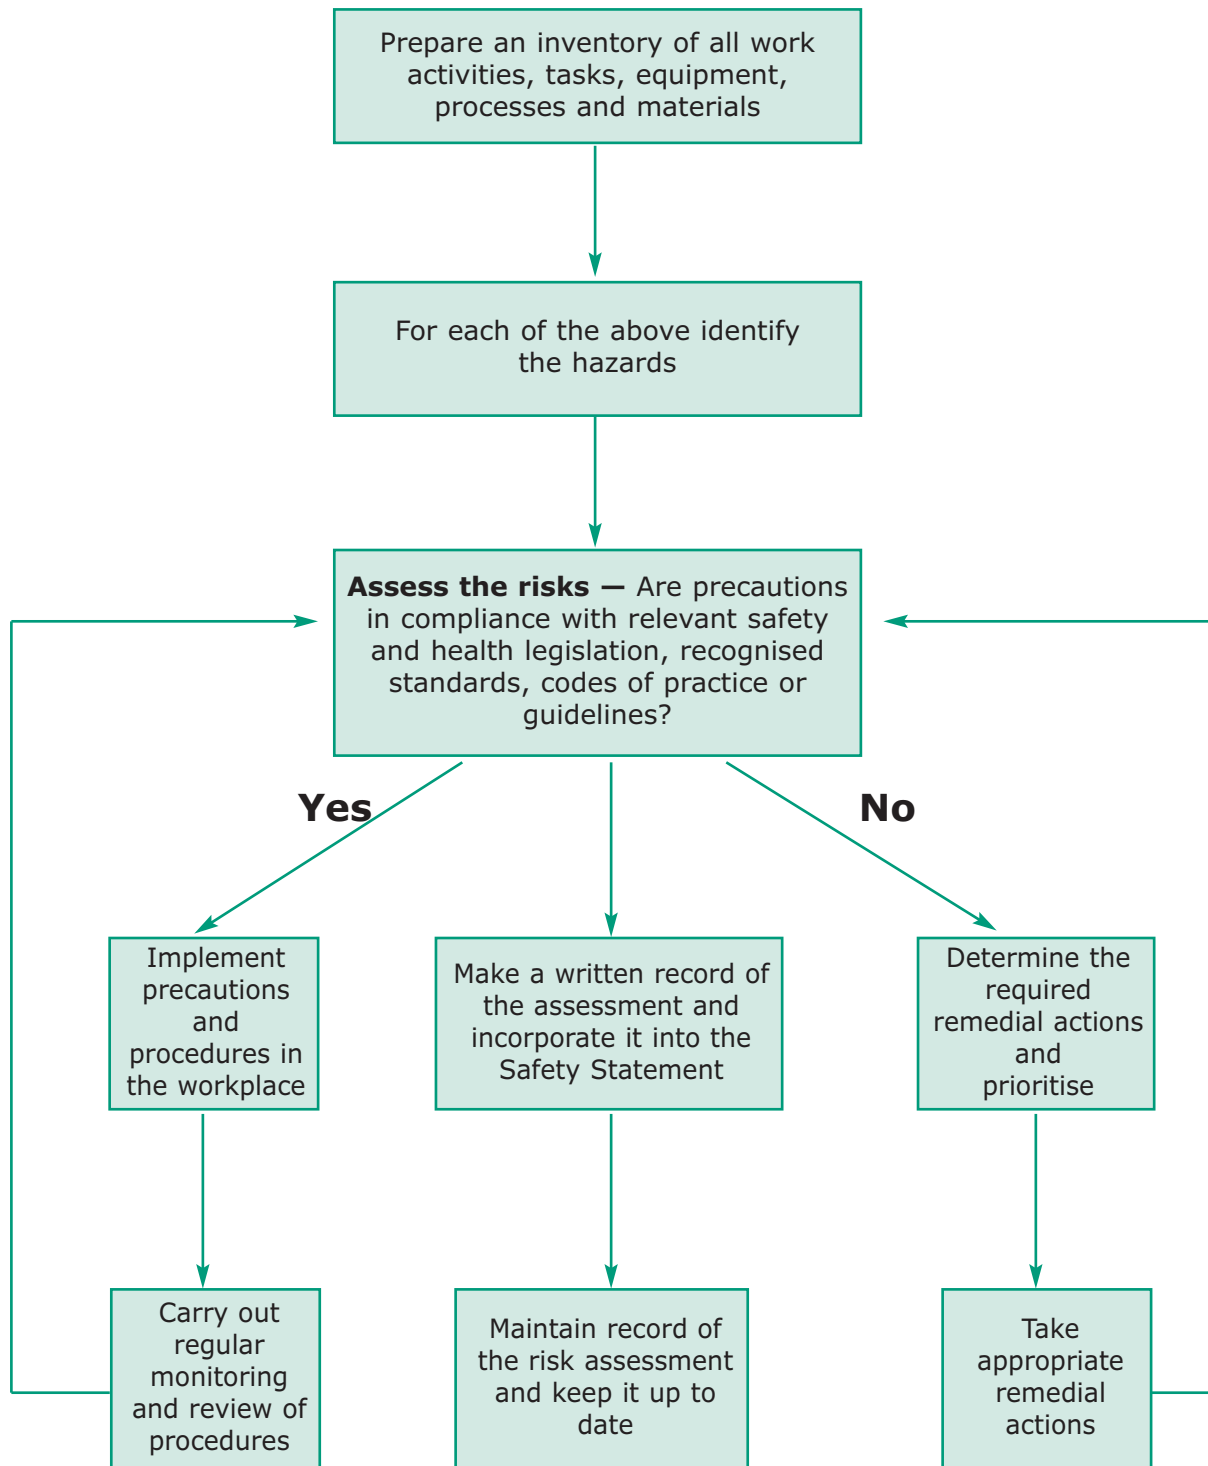 Prepare an inventory of all work
activities, tasks, equipment,
processes and materials
For each of the above identify
the hazards
Assess the risks — Are precautions
in compliance with relevant safety
and health legislation, recognised
standards, codes of practice or
guidelines?
Yes
No
Implement
precautions
and
procedures in
the workplace
Make a written record of
the assessment and
incorporate it into the
Safety Statement
Determine the
required
remedial actions
and
prioritise
Carry out
regular
monitoring
and review of
procedures
Maintain record of
the risk assessment
and keep it up to
date
Take
appropriate
remedial
actions